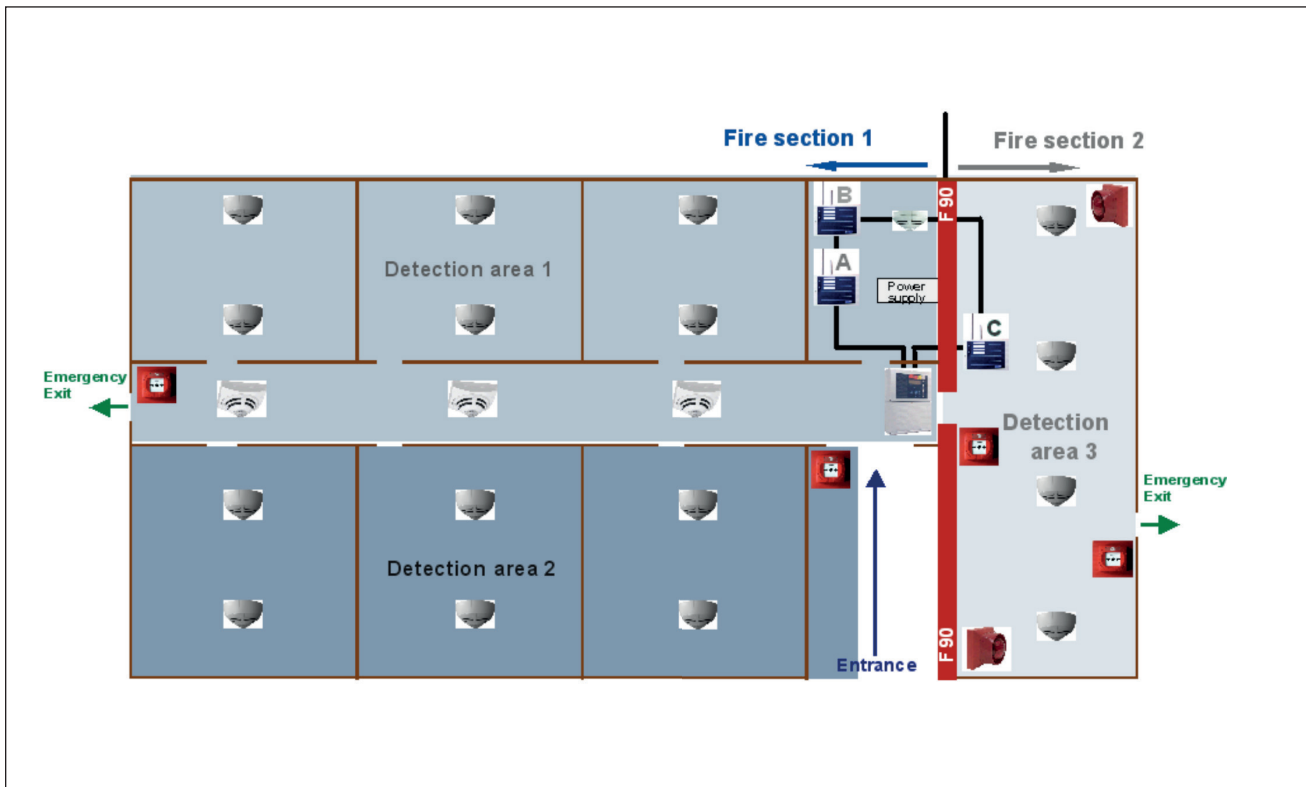 Fire section 1
Fire section 2
F 90
B
A
Power
supply
C
Detection area 1
Emergency
Exit
Detection
area 3
Emergency
Exit
Detection area 2
Entrance
F 90